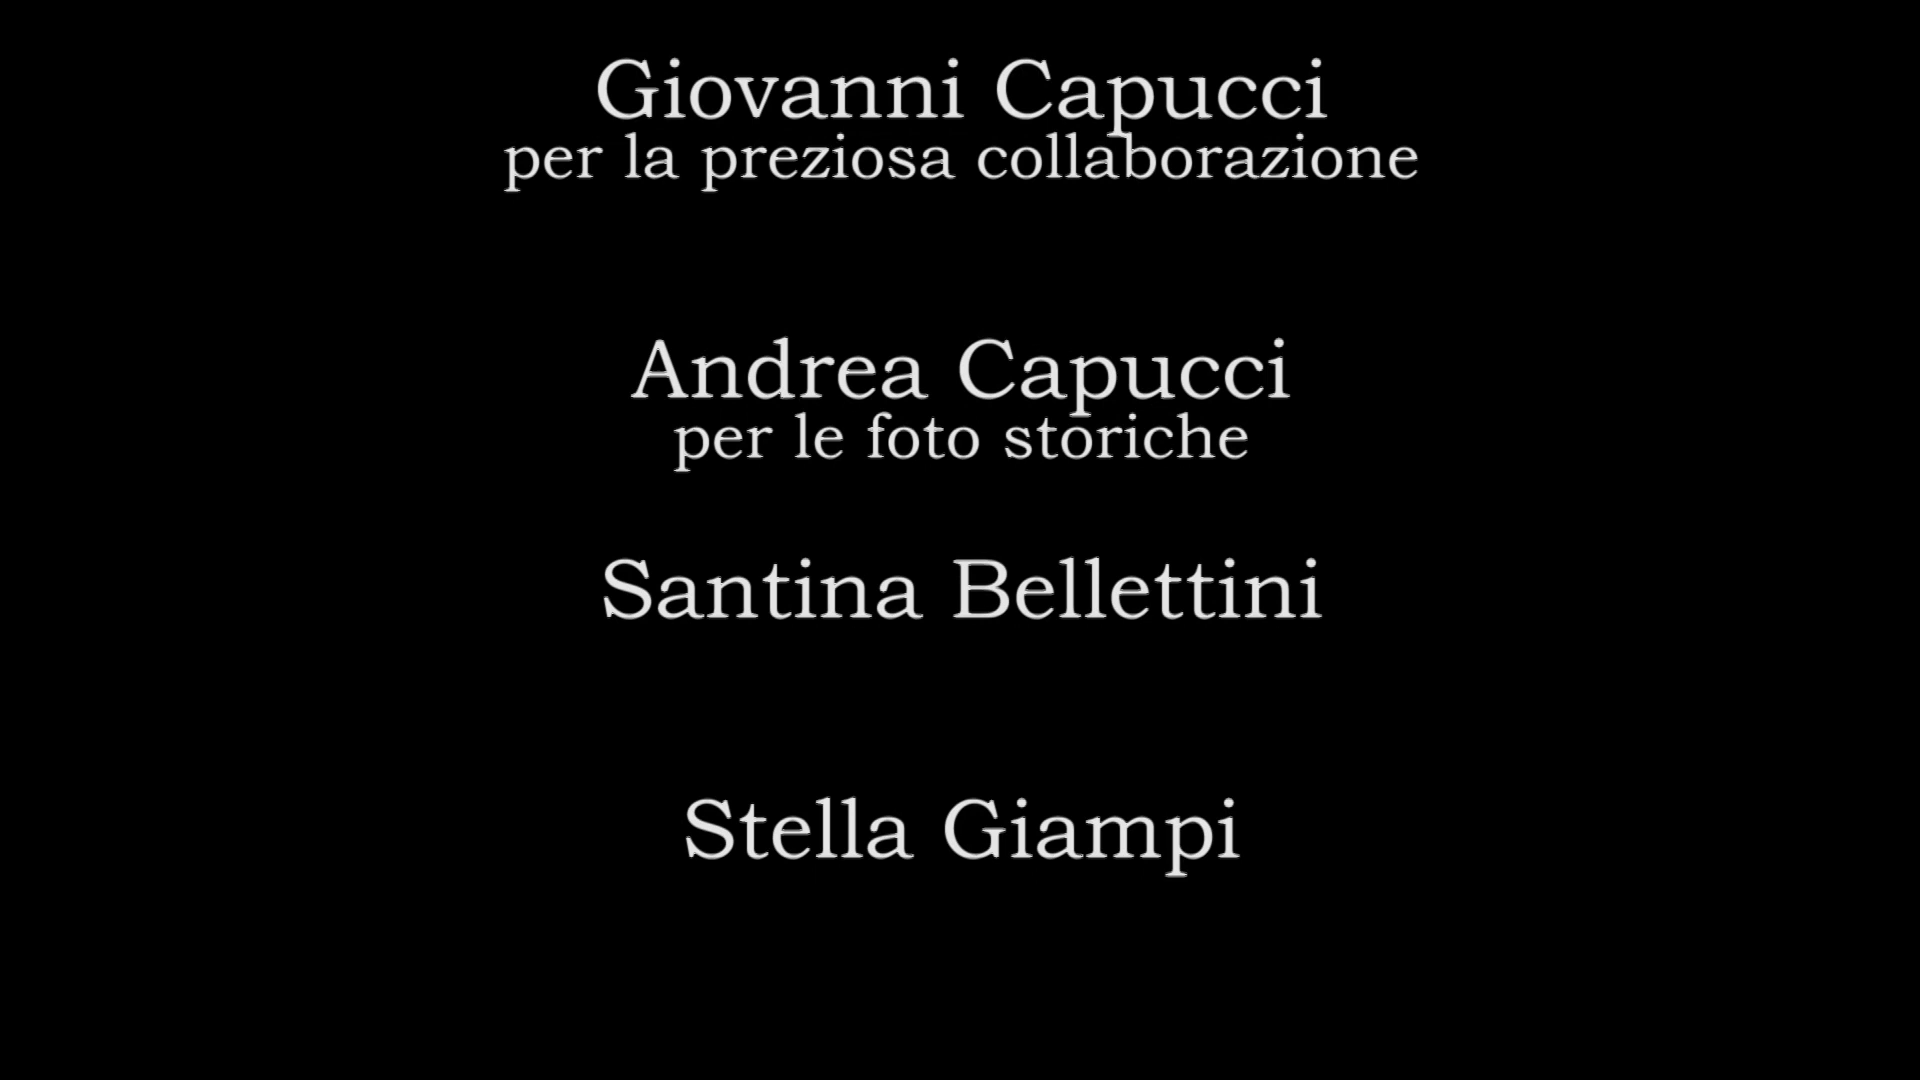 Giovanni Capucci
per la preziosa collaborazione
Andrea Capucci
per le foto storiche
Santina Bellettini
Stella Giampi